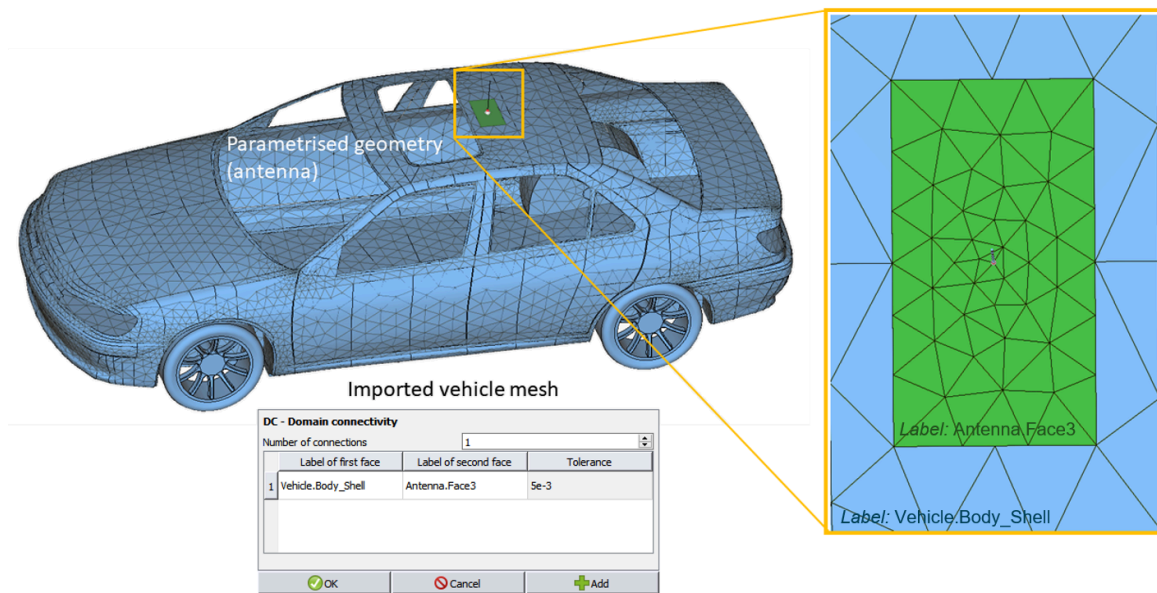 Parametrised geometry
(antenna)
Imported vehicle mesh
DC - Domain connectivity
Number of connections 1
Label of first face Label of second face Tolerance
1 Vehicle.Body_Shell Antenna.Face3 5e-3
OK Cancel Add
Label: Antenna.Face3
Label: Vehicle.Body_Shell